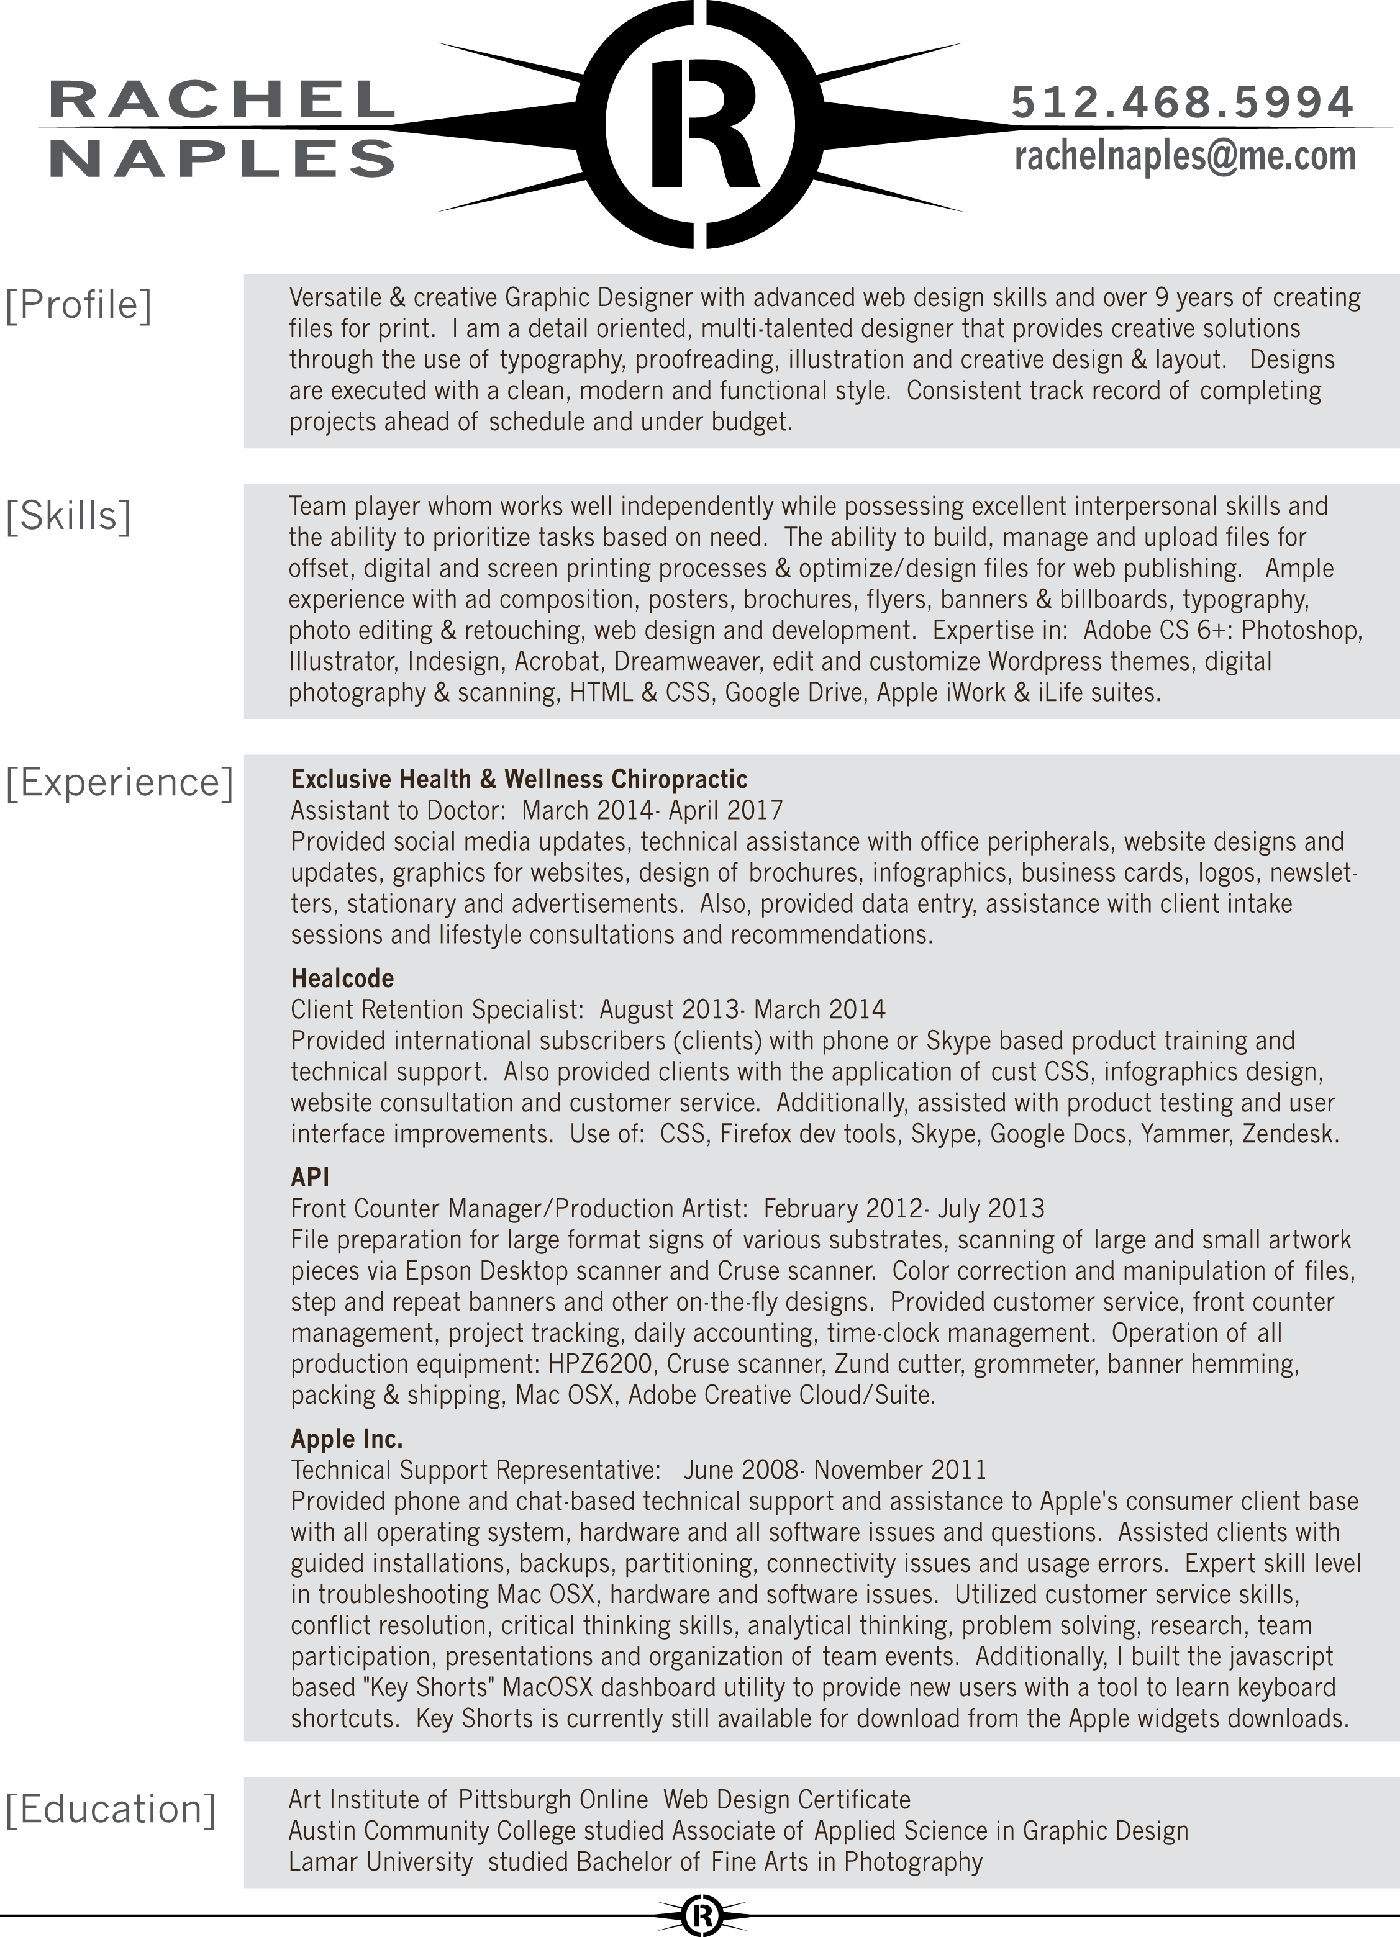 RACHEL
NAPLES
R
512.468.5994
rachelnaples@me.com
[Profile]
Versatile & creative Graphic Designer with advanced web design skills and over 9 years of creating
files for print.  I am a detail oriented, multi-talented designer that provides creative solutions
through the use of typography, proofreading, illustration and creative design & layout.   Designs
are executed with a clean, modern and functional style.  Consistent track record of completing
projects ahead of schedule and under budget.
[Skills]
Team player whom works well independently while possessing excellent interpersonal skills and
the ability to prioritize tasks based on need.  The ability to build, manage and upload files for
offset, digital and screen printing processes & optimize/design files for web publishing.   Ample
experience with ad composition, posters, brochures, flyers, banners & billboards, typography,
photo editing & retouching, web design and development.  Expertise in:  Adobe CS 6+: Photoshop,
Illustrator, Indesign, Acrobat, Dreamweaver, edit and customize Wordpress themes, digital
photography & scanning, HTML & CSS, Google Drive, Apple iWork & iLife suites.
[Experience]
Exclusive Health & Wellness Chiropractic
Assistant to Doctor:  March 2014- April 2017
Provided social media updates, technical assistance with office peripherals, website designs and
updates, graphics for websites, design of brochures, infographics, business cards, logos, newslet-
ters, stationary and advertisements.  Also, provided data entry, assistance with client intake
sessions and lifestyle consultations and recommendations.
Healcode
Client Retention Specialist:  August 2013- March 2014
Provided international subscribers (clients) with phone or Skype based product training and
technical support.  Also provided clients with the application of cust CSS, infographics design,
website consultation and customer service.  Additionally, assisted with product testing and user
interface improvements.  Use of:  CSS, Firefox dev tools, Skype, Google Docs, Yammer, Zendesk.
API
Front Counter Manager/Production Artist:  February 2012- July 2013
File preparation for large format signs of various substrates, scanning of large and small artwork
pieces via Epson Desktop scanner and Cruse scanner.  Color correction and manipulation of files,
step and repeat banners and other on-the-fly designs.  Provided customer service, front counter
management, project tracking, daily accounting, time-clock management.  Operation of all
production equipment: HPZ6200, Cruse scanner, Zund cutter, grommeter, banner hemming,
packing & shipping, Mac OSX, Adobe Creative Cloud/Suite.
Apple Inc.
Technical Support Representative:   June 2008- November 2011
Provided phone and chat-based technical support and assistance to Apple's consumer client base
with all operating system, hardware and all software issues and questions.  Assisted clients with
guided installations, backups, partitioning, connectivity issues and usage errors.  Expert skill level
in troubleshooting Mac OSX, hardware and software issues.  Utilized customer service skills,
conflict resolution, critical thinking skills, analytical thinking, problem solving, research, team
participation, presentations and organization of team events.  Additionally, I built the javascript
based "Key Shorts" MacOSX dashboard utility to provide new users with a tool to learn keyboard
shortcuts.  Key Shorts is currently still available for download from the Apple widgets downloads.
[Education]
Art Institute of Pittsburgh Online  Web Design Certificate
Austin Community College studied Associate of Applied Science in Graphic Design
Lamar University  studied Bachelor of Fine Arts in Photography
R